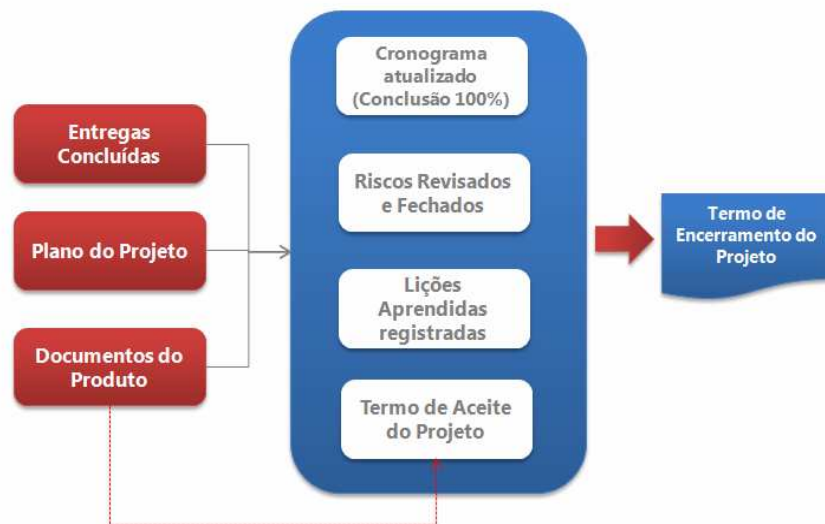 Entregas
Concluídas
Plano do Projeto
Documentos do
Produto
Cronograma
atualizado
(Conclusão 100%)
Riscos Revisados
e Fechados
Lições
Aprendidas
registradas
Termo de Aceite
do Projeto
Termo de
Encerramento do
Projeto